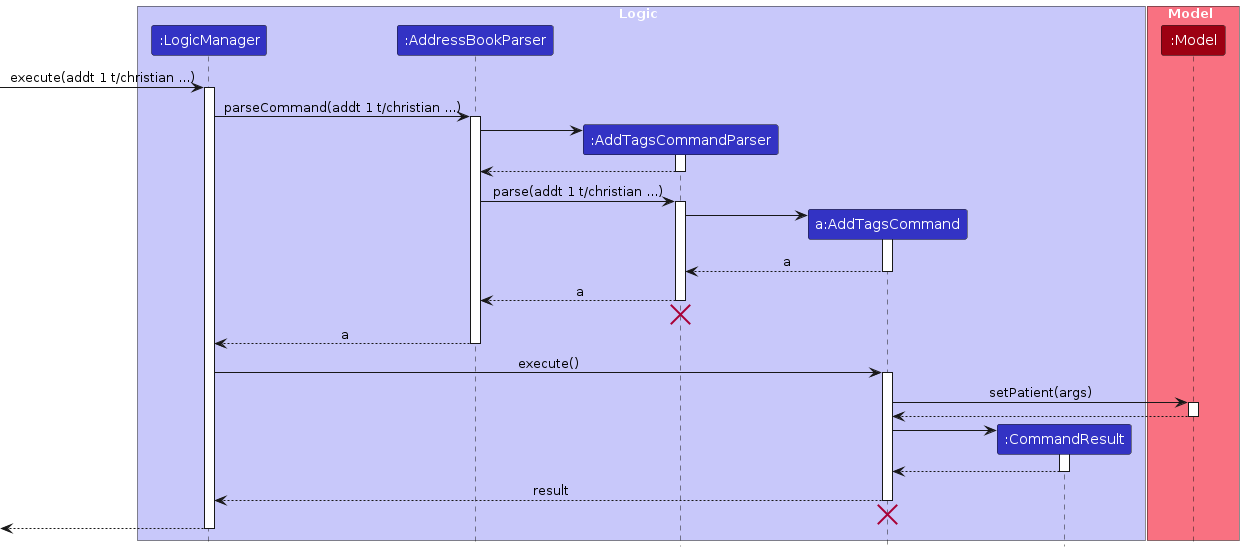 Logic
Model
:LogicManager
:AddressBookParser
:Model
execute(addt 1 t/christian ...)
parseCommand(addt 1 t/christian ...)
:AddTagsCommandParser
parse(addt 1 t/christian ...)
a:AddTagsCommand
a
a
a
execute()
setPatient(args)
:CommandResult
result